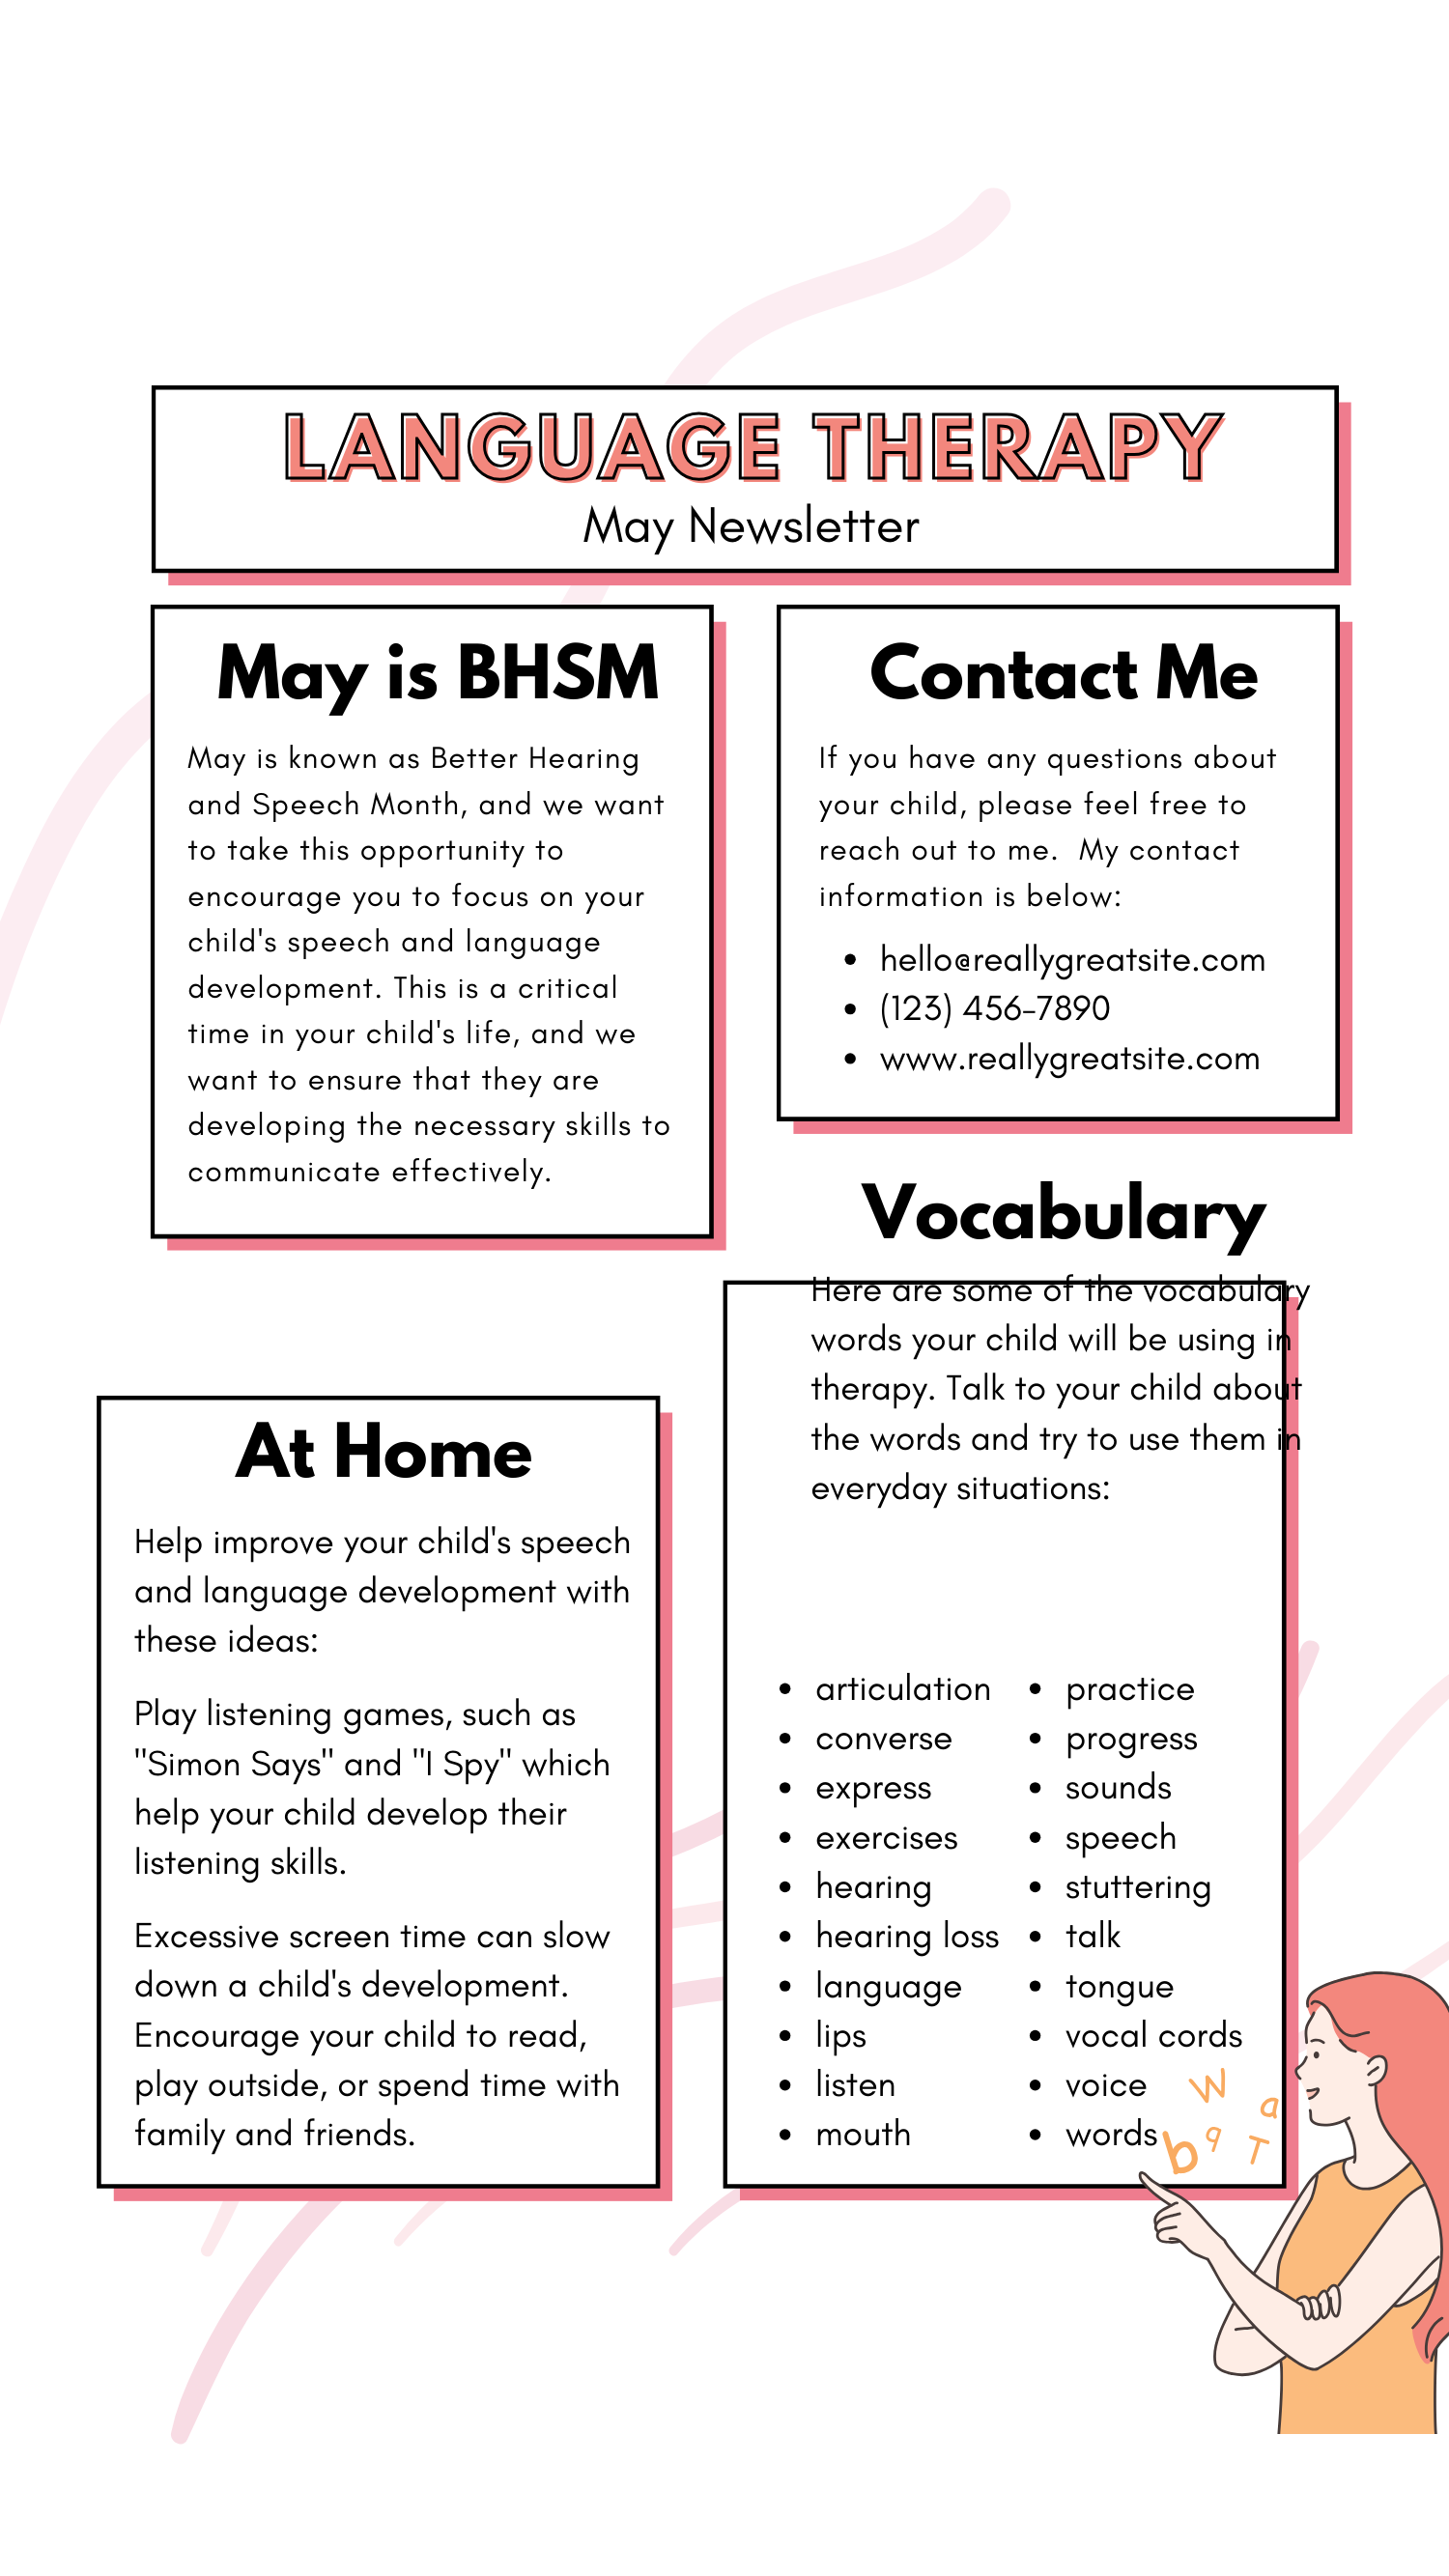 LANGUAGE THERAPY
May Newsletter
May is BHSM
May is known as Better Hearing
and Speech Month, and we want
to take this opportunity to
encourage you to focus on your
child's speech and language
development. This is a critical
time in your child's life, and we
want to ensure that they are
developing the necessary skills to
communicate effectively.
Contact Me
If you have any questions about
your child, please feel free to
reach out to me.  My contact
information is below:
• hello@reallygreatsite.com
• (123) 456-7890
• www.reallygreatsite.com
At Home
Help improve your child's speech
and language development with
these ideas:
Play listening games, such as
"Simon Says" and "I Spy" which
help your child develop their
listening skills.
Excessive screen time can slow
down a child's development.
Encourage your child to read,
play outside, or spend time with
family and friends.
Vocabulary
Here are some of the vocabulary
words your child will be using in
therapy. Talk to your child about
the words and try to use them in
everyday situations:
• articulation
• converse
• express
• exercises
• hearing
• hearing loss
• language
• lips
• listen
• mouth
• practice
• progress
• sounds
• speech
• stuttering
• talk
• tongue
• vocal cords
• voice
• words
W
a
b q T